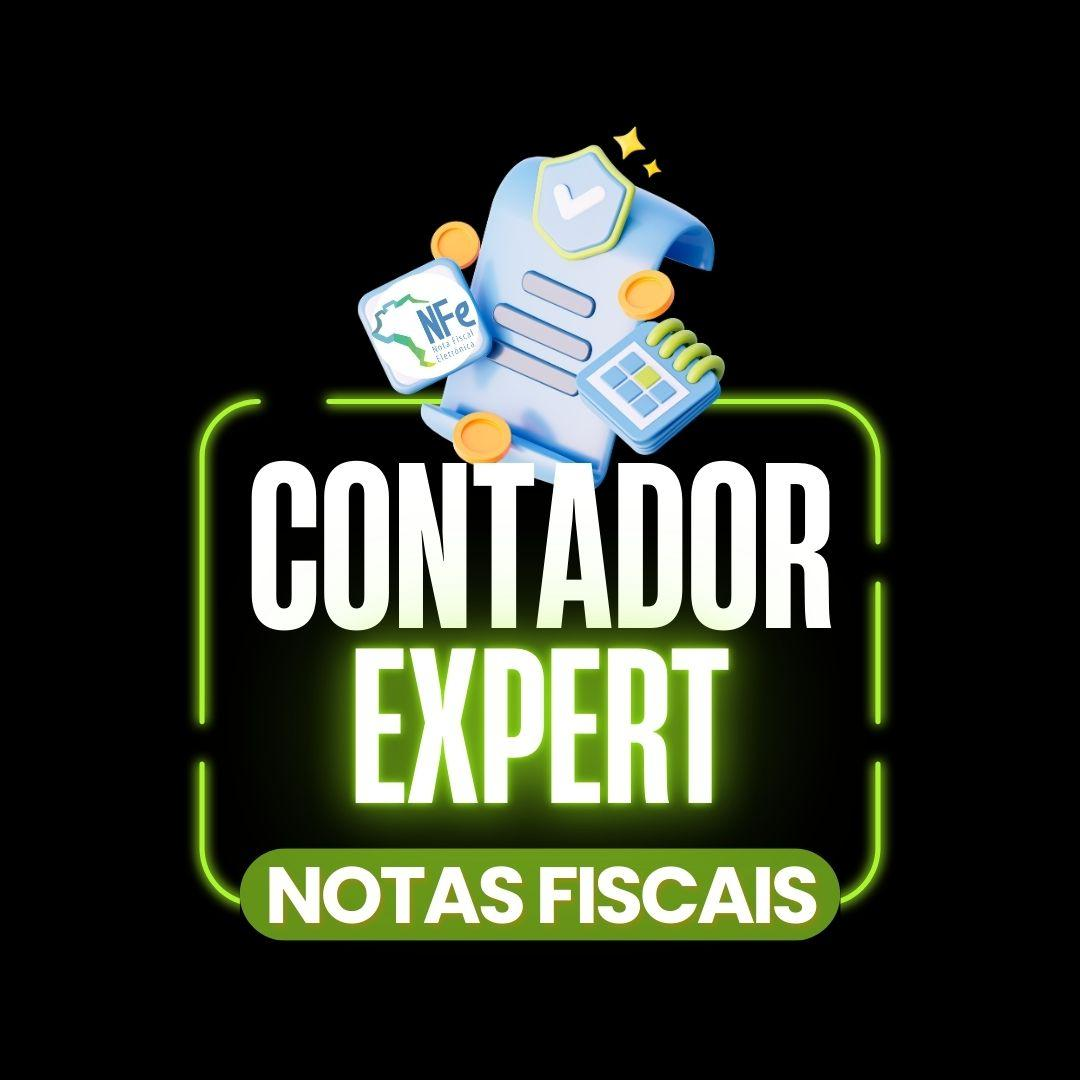 NFe
Nota Fiscal
Eletrônica
CONTADOR
EXPERT
NOTAS FISCAIS